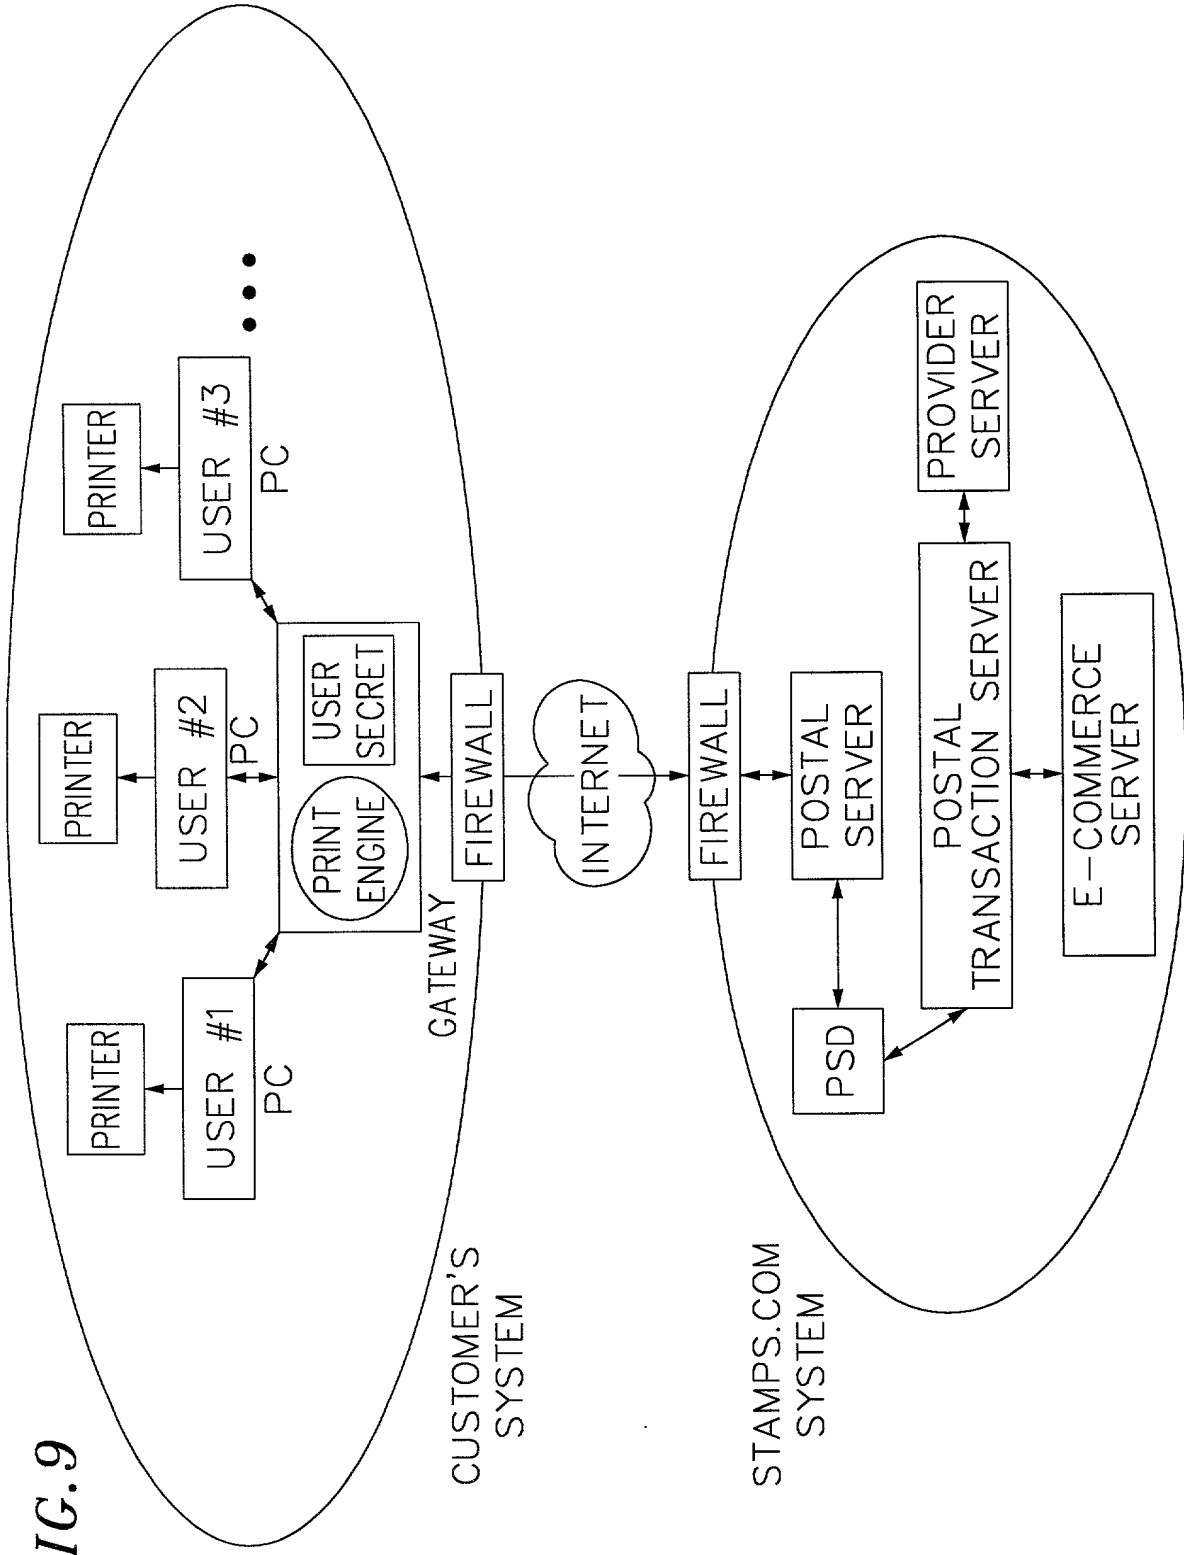 IG.9
PRINTER
PRINTER
PRINTER
USER #1
PC
USER #2
PC
USER #3
PC
PRINT
ENGINE
USER
SECRET
GATEWAY
FIREWALL
CUSTOMER'S
SYSTEM
INTERNET
STAMPS.COM
SYSTEM
FIREWALL
PSD
POSTAL
SERVER
POSTAL
TRANSACTION SERVER
PROVIDER
SERVER
E-COMMERCE
SERVER